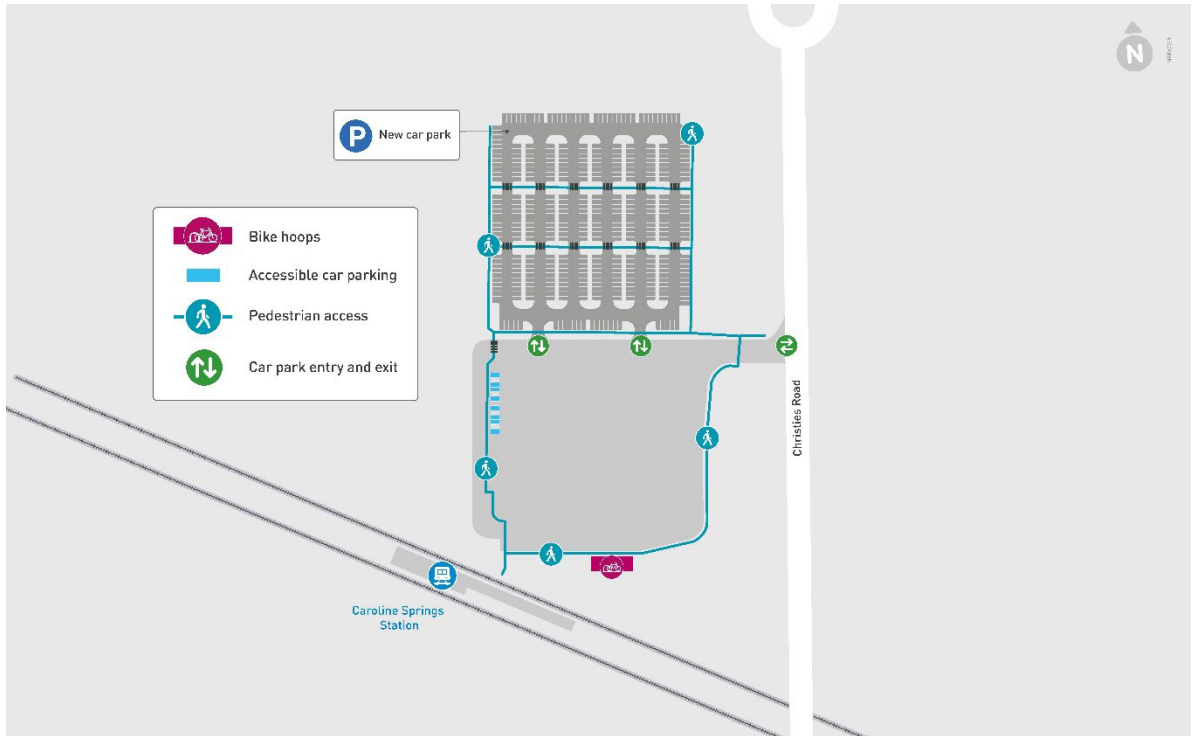 N
P New car park
Bike hoops
Accessible car parking
Pedestrian access
Car park entry and exit
Christies Road
Caroline Springs
Station